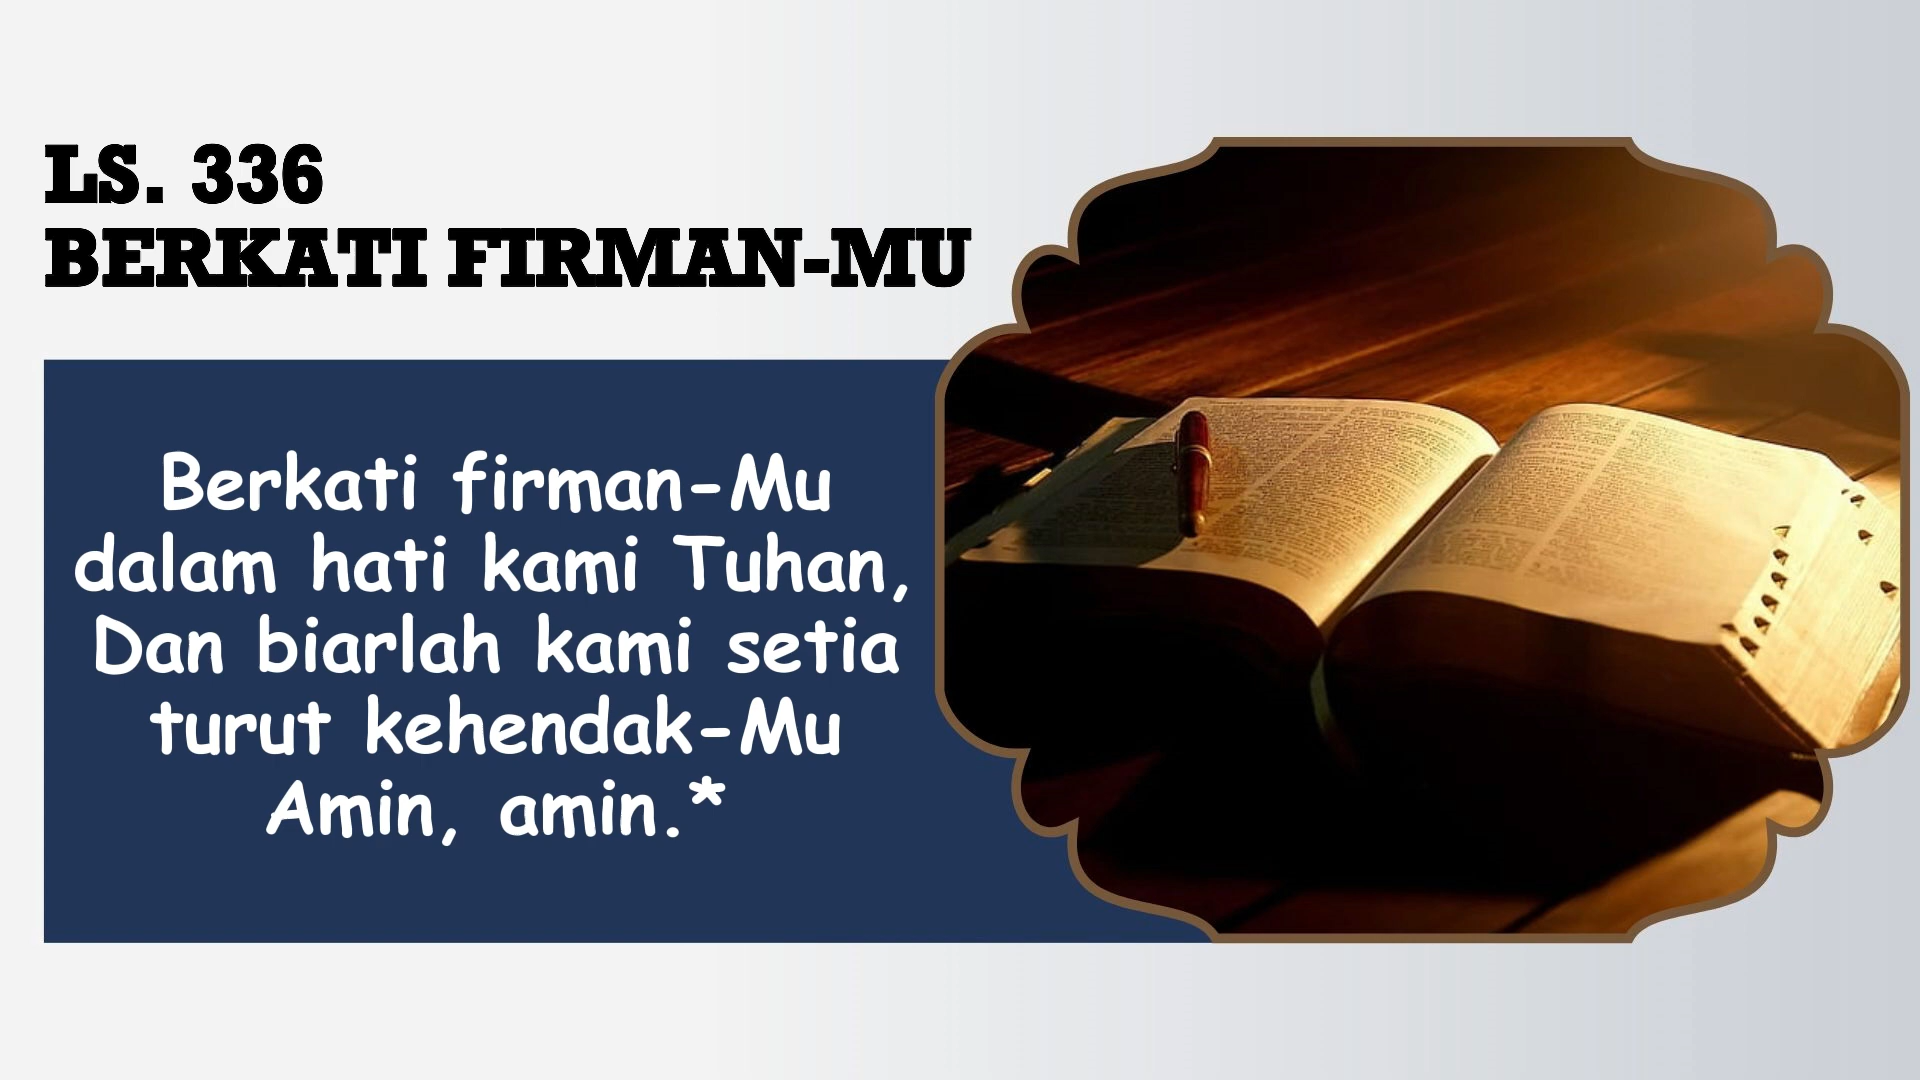 LS. 336
BERKATI FIRMAN-MU
Berkati firman-Mu
dalam hati kami Tuhan,
Dan biarlah kami setia
turut kehendak-Mu
Amin, amin.*